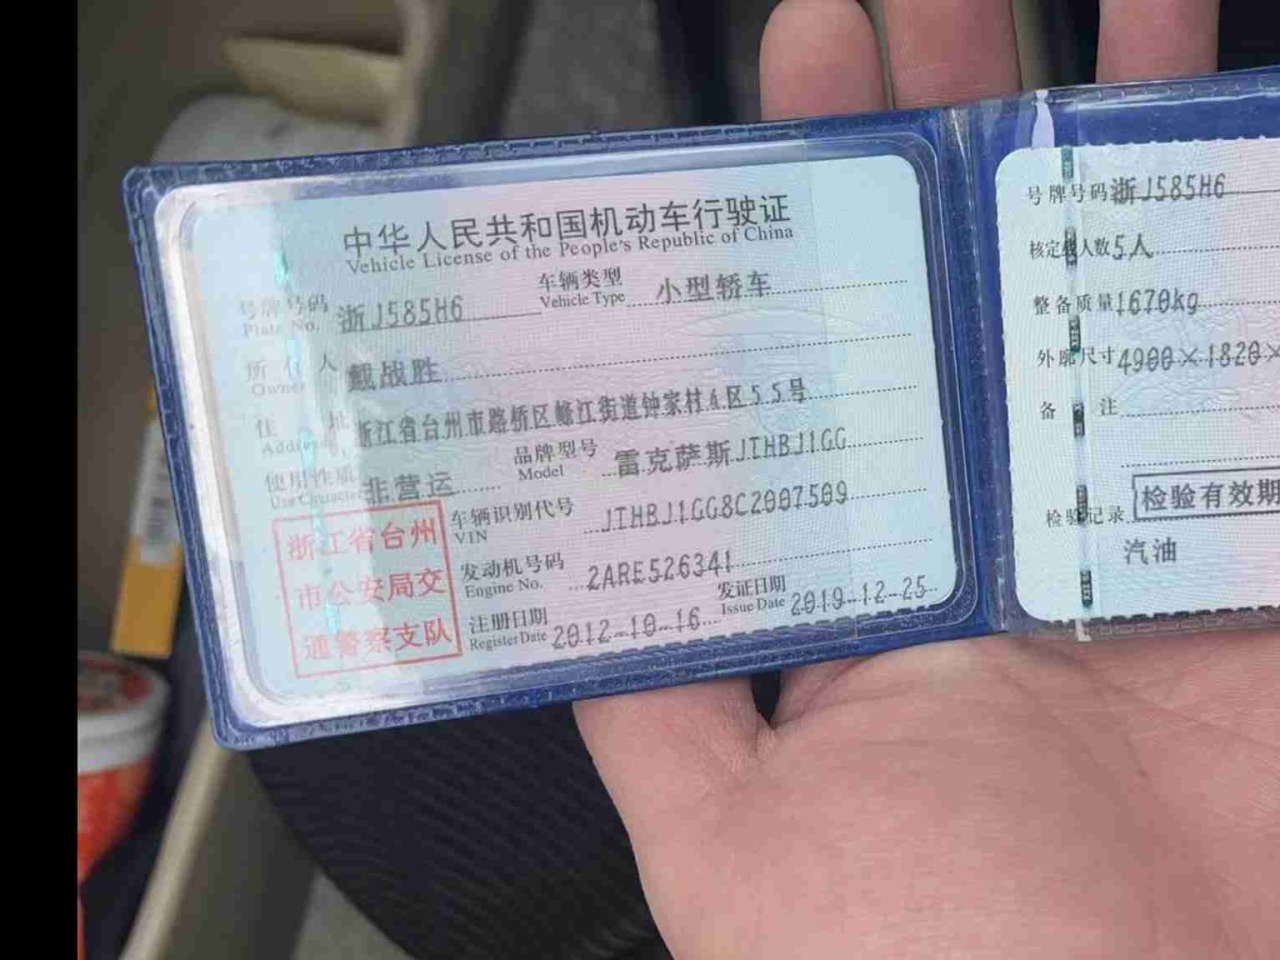 中华人民共和国机动车行驶证
Vehicle License of the People's Republic of China
号牌号码 浙J585H6 车辆类型 小型轿车
Plate No. Vehicle Type
所有人 戴战胜
Owner
住址 浙江省台州市路桥区峰江街道钟家村4区55号
Address
使用性质 非营运 品牌型号 雷克萨斯JTHBJ1GG
Use Character Model
车辆识别代号 JTHBJ1GG8C2007509
VIN
发动机号码 2ARE526341
Engine No.
注册日期 2012-10-16 发证日期 2019-12-25
Register Date Issue Date
浙江省台州
市公安局交
通警察支队
号牌号码 浙J585H6
核定载人数 5人
整备质量 1670kg
外廓尺寸 4900×1820×
备注
检验有效期
检验记录
汽油